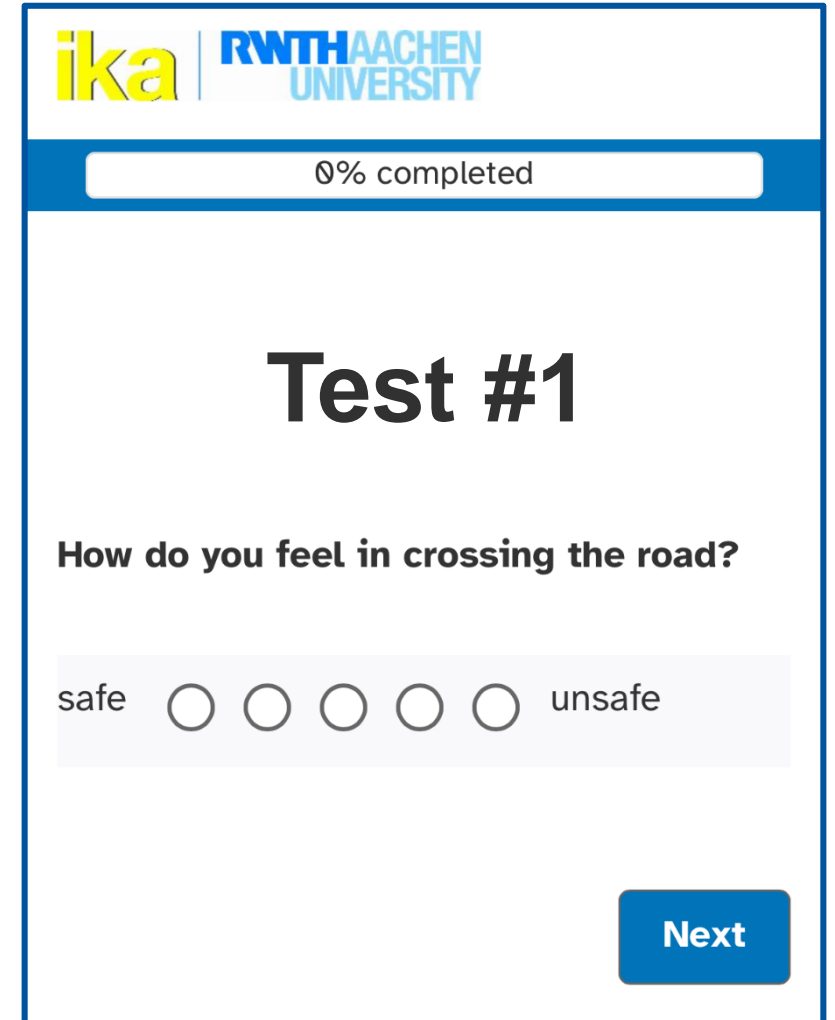 ika RWTHAACHEN
UNIVERSITY
0% completed
Test #1
How do you feel in crossing the road?
safe unsafe
Next